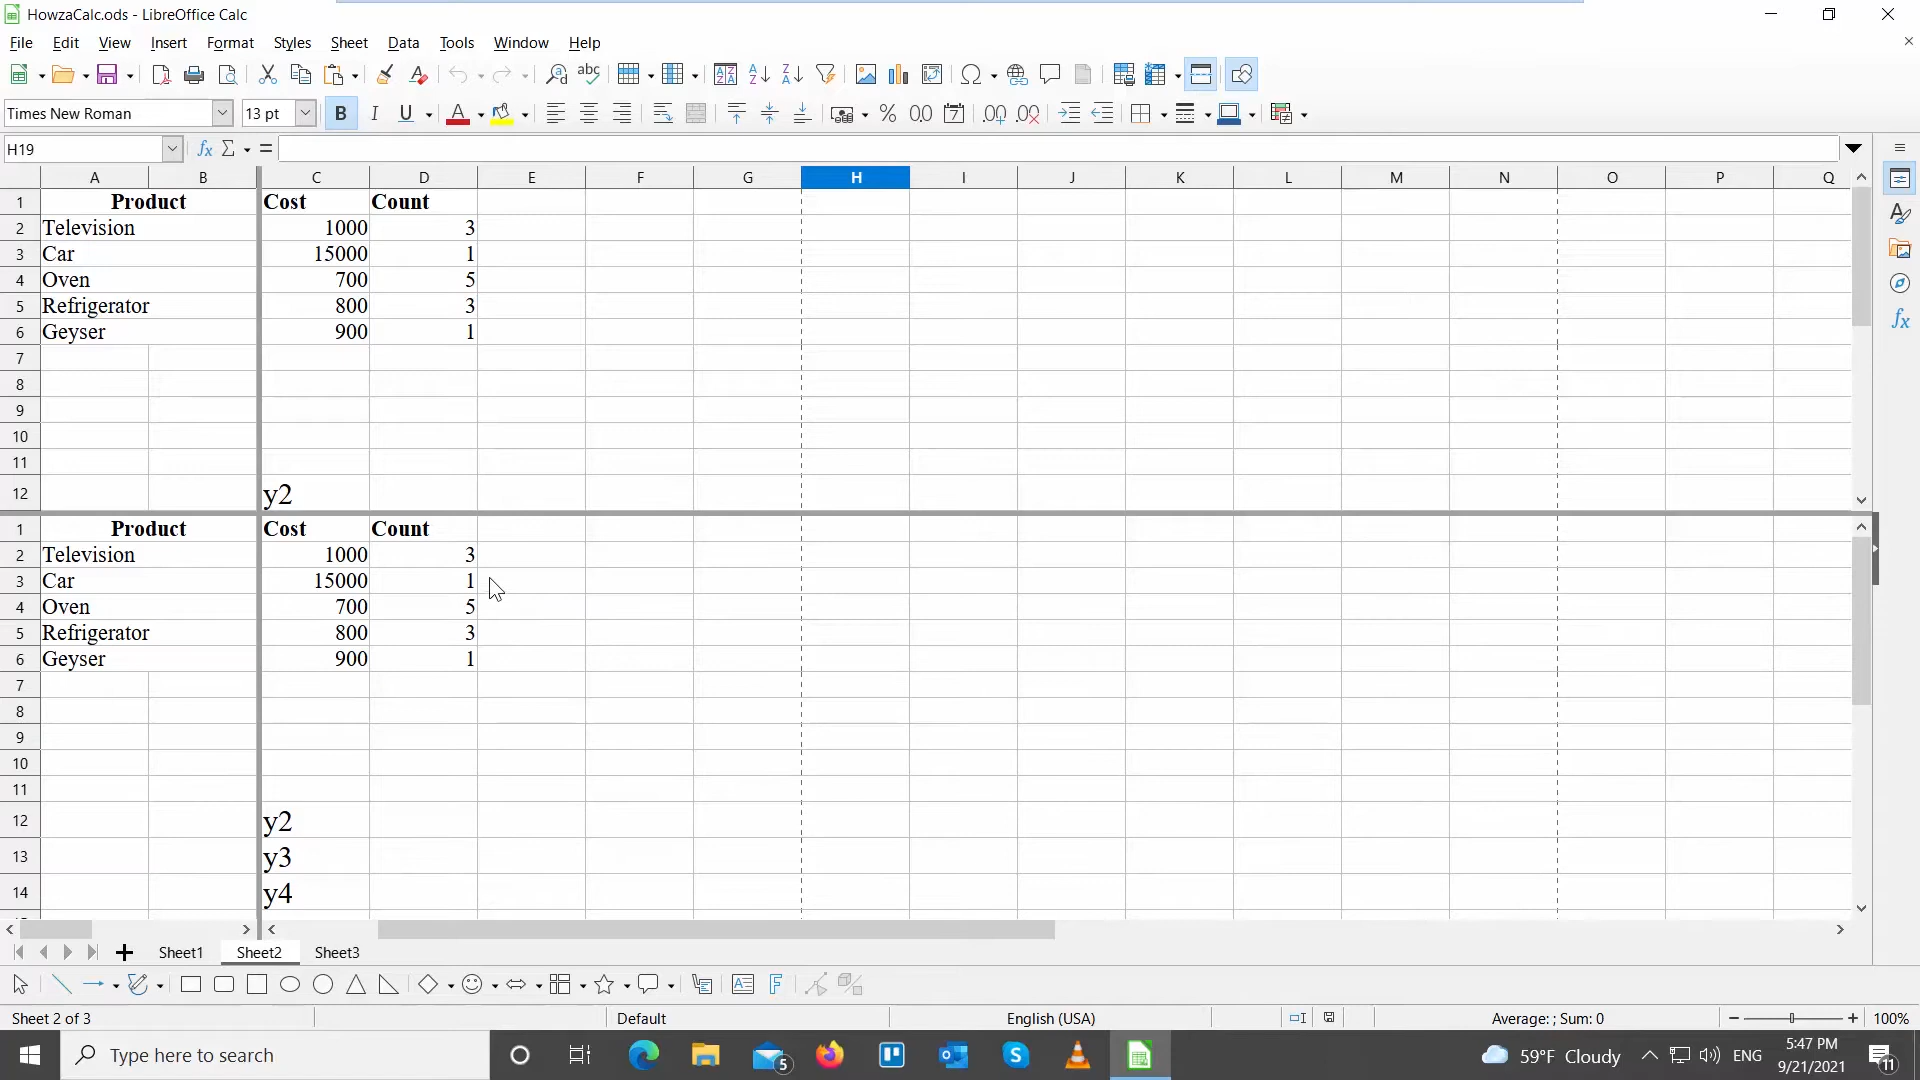 HowzaCalc.ods - LibreOffice Calc
File Edit View Insert Format Styles Sheet Data Tools Window Help
Times New Roman 13 pt B I U A
H19 fx Σ =
A B C D E F G H I J K L M N O P Q
1 Product Cost Count
2 Television 1000 3
3 Car 15000 1
4 Oven 700 5
5 Refrigerator 800 3
6 Geyser 900 1
7
8
9
10
11
12 y2
1 Product Cost Count
2 Television 1000 3
3 Car 15000 1
4 Oven 700 5
5 Refrigerator 800 3
6 Geyser 900 1
7
8
9
10
11
12 y2
13 y3
14 y4
Sheet1 Sheet2 Sheet3
Sheet 2 of 3 Default English (USA) Average: ; Sum: 0 100%
Type here to search 5 59°F Cloudy ENG 5:47 PM
9/21/2021 11